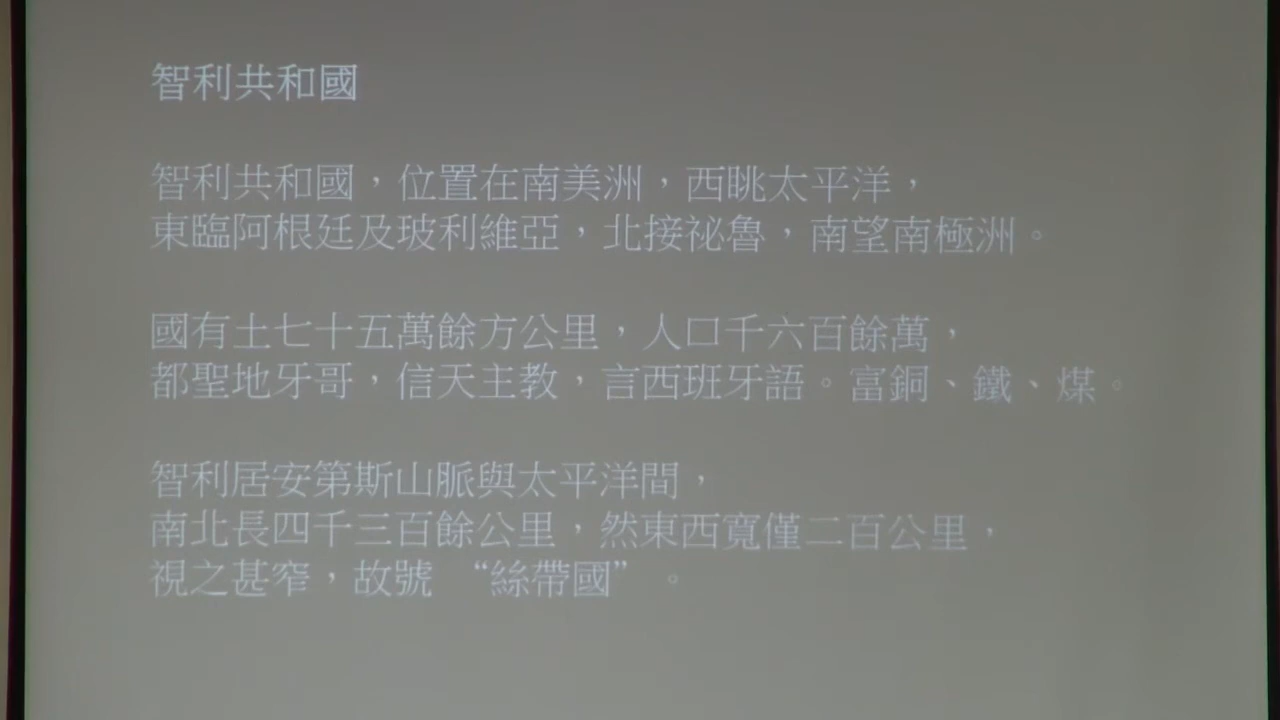 智利共和國
智利共和國，位置在南美洲，西眺太平洋，
東臨阿根廷及玻利維亞，北接祕魯，南望南極洲。
國有土七十五萬餘方公里，人口千六百餘萬，
都聖地牙哥，信天主教，言西班牙語。富銅、鐵、煤。
智利居安第斯山脈與太平洋間，
南北長四千三百餘公里，然東西寬僅二百公里，
視之甚窄，故號 “絲帶國” 。